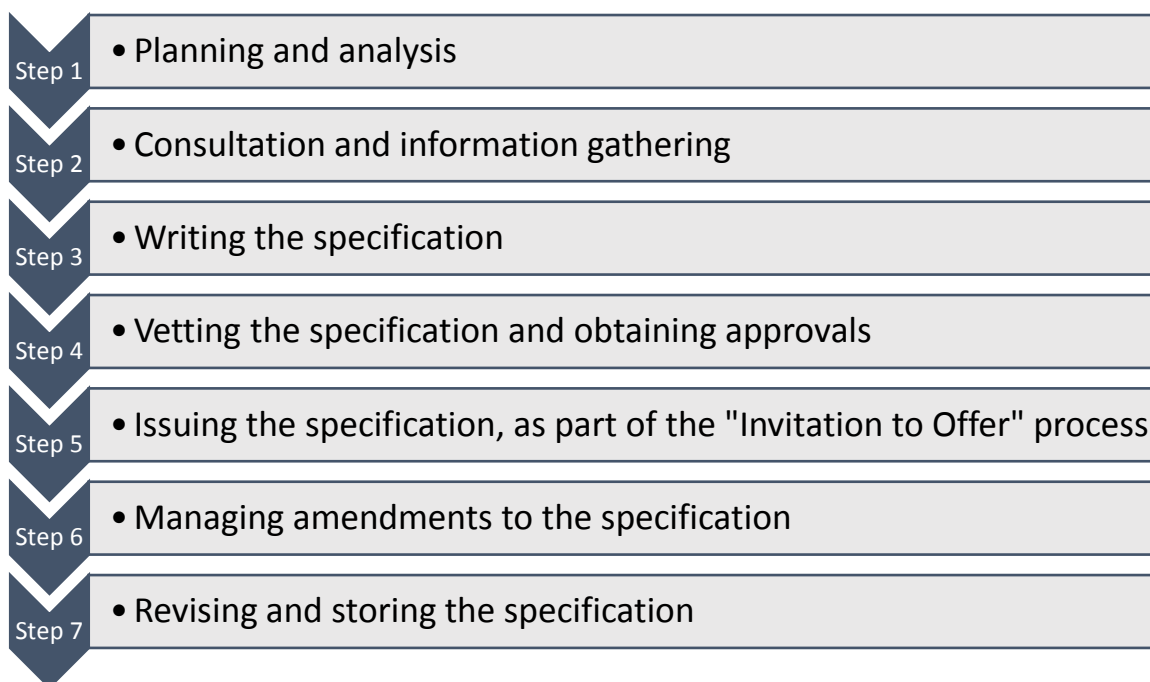 Step 1
• Planning and analysis
Step 2
• Consultation and information gathering
Step 3
• Writing the specification
Step 4
• Vetting the specification and obtaining approvals
Step 5
• Issuing the specification, as part of the "Invitation to Offer" process
Step 6
• Managing amendments to the specification
Step 7
• Revising and storing the specification